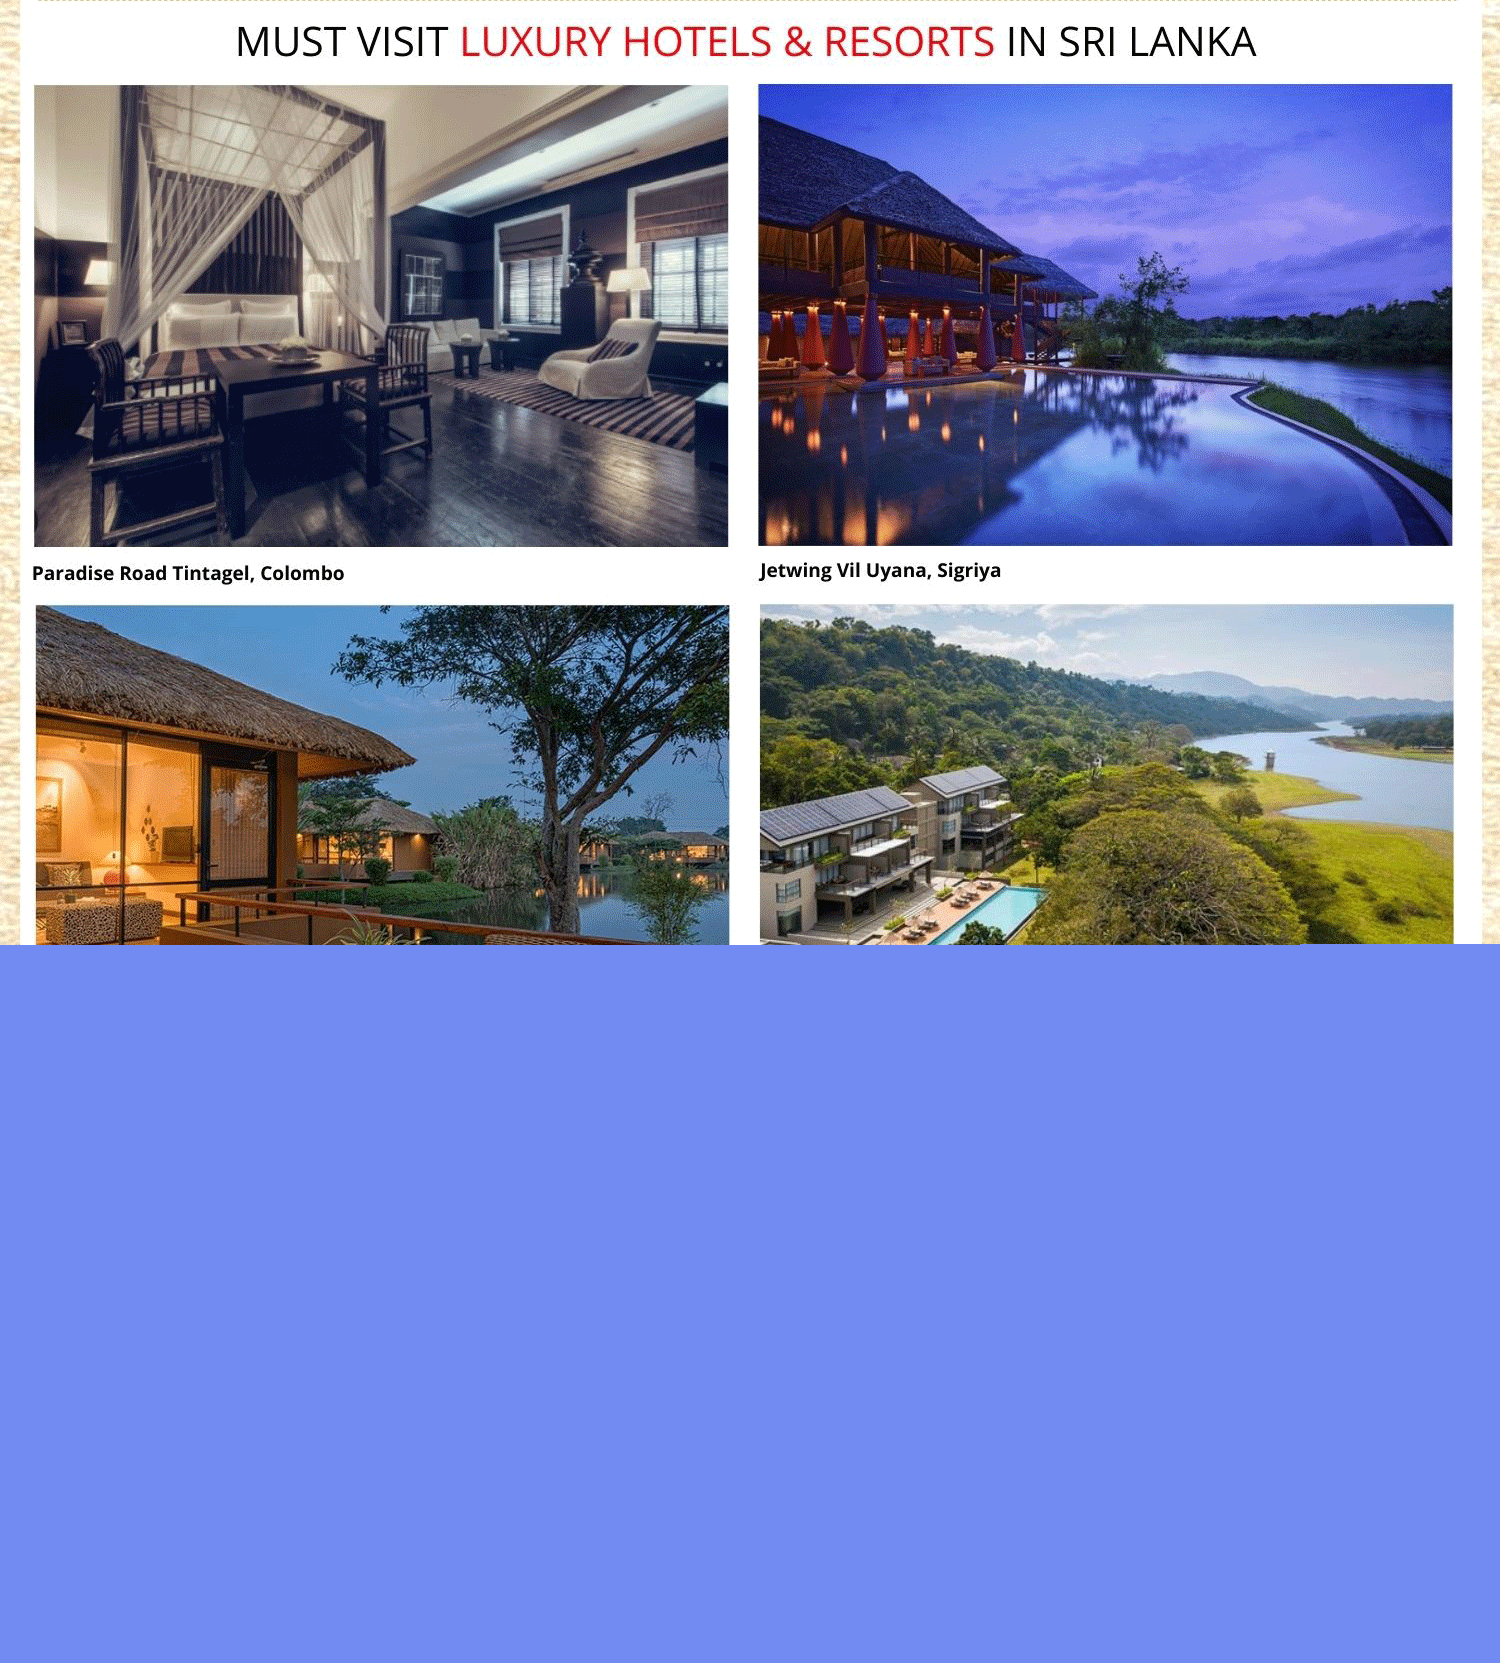 MUST VISIT LUXURY HOTELS & RESORTS IN SRI LANKA
Paradise Road Tintagel, Colombo
Jetwing Vil Uyana, Sigriya